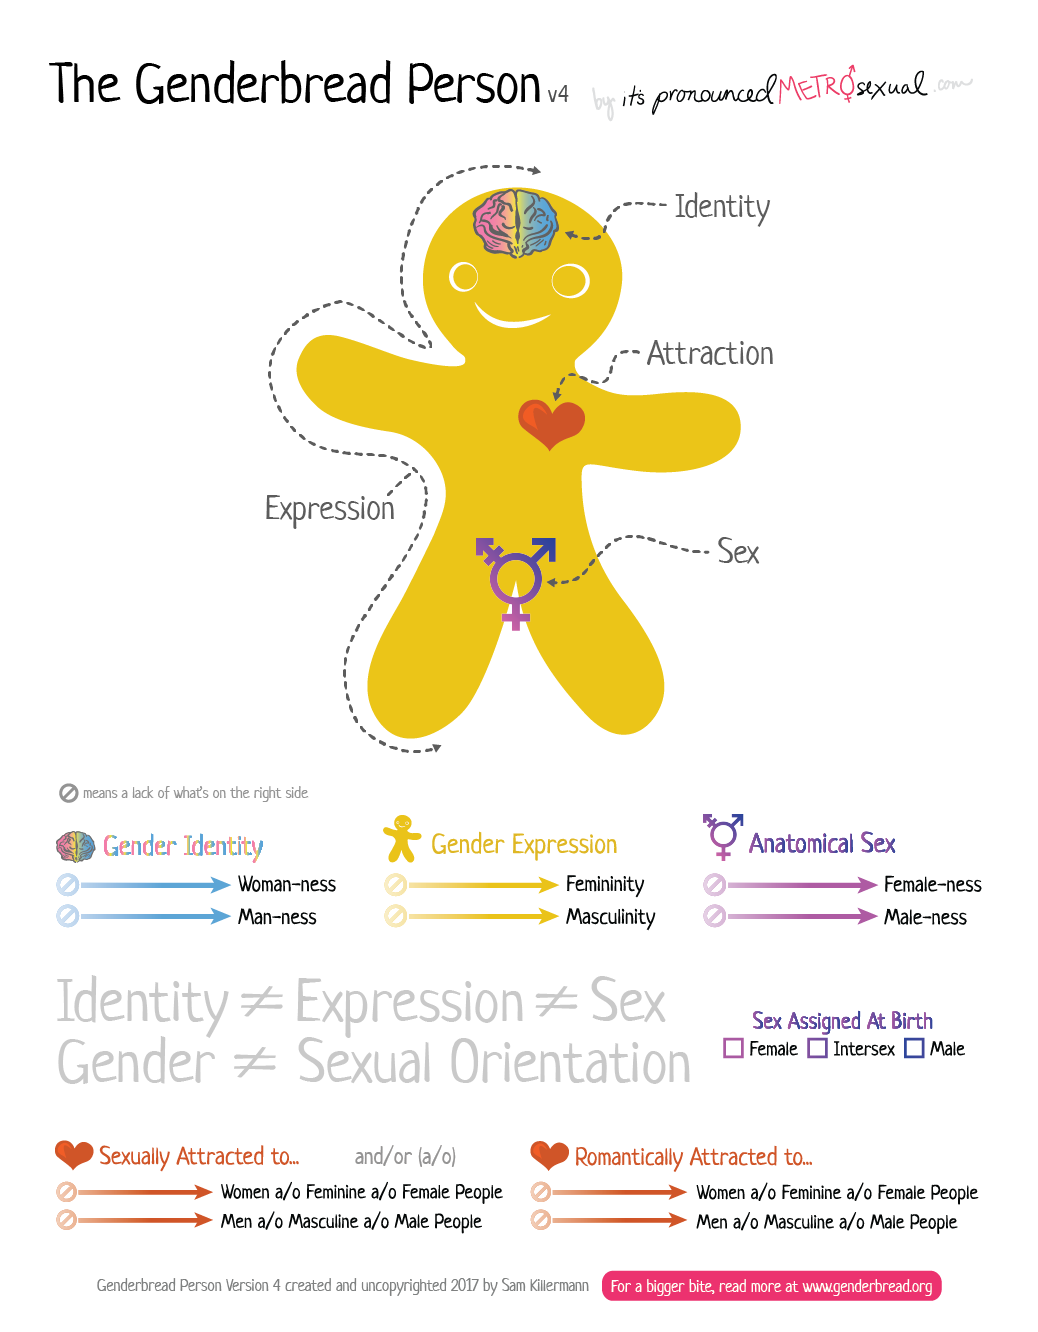 The Genderbread Person v4 by it's pronounced METROsexual .com
Identity
Attraction
Expression
Sex
means a lack of what's on the right side
Gender Identity
Woman-ness
Man-ness
Gender Expression
Femininity
Masculinity
Anatomical Sex
Female-ness
Male-ness
Identity ≠ Expression ≠ Sex
Gender ≠ Sexual Orientation
Sex Assigned At Birth
Female Intersex Male
Sexually Attracted to... and/or (a/o)
Women a/o Feminine a/o Female People
Men a/o Masculine a/o Male People
Romantically Attracted to...
Women a/o Feminine a/o Female People
Men a/o Masculine a/o Male People
Genderbread Person Version 4 created and uncopyrighted 2017 by Sam Killermann
For a bigger bite, read more at www.genderbread.org